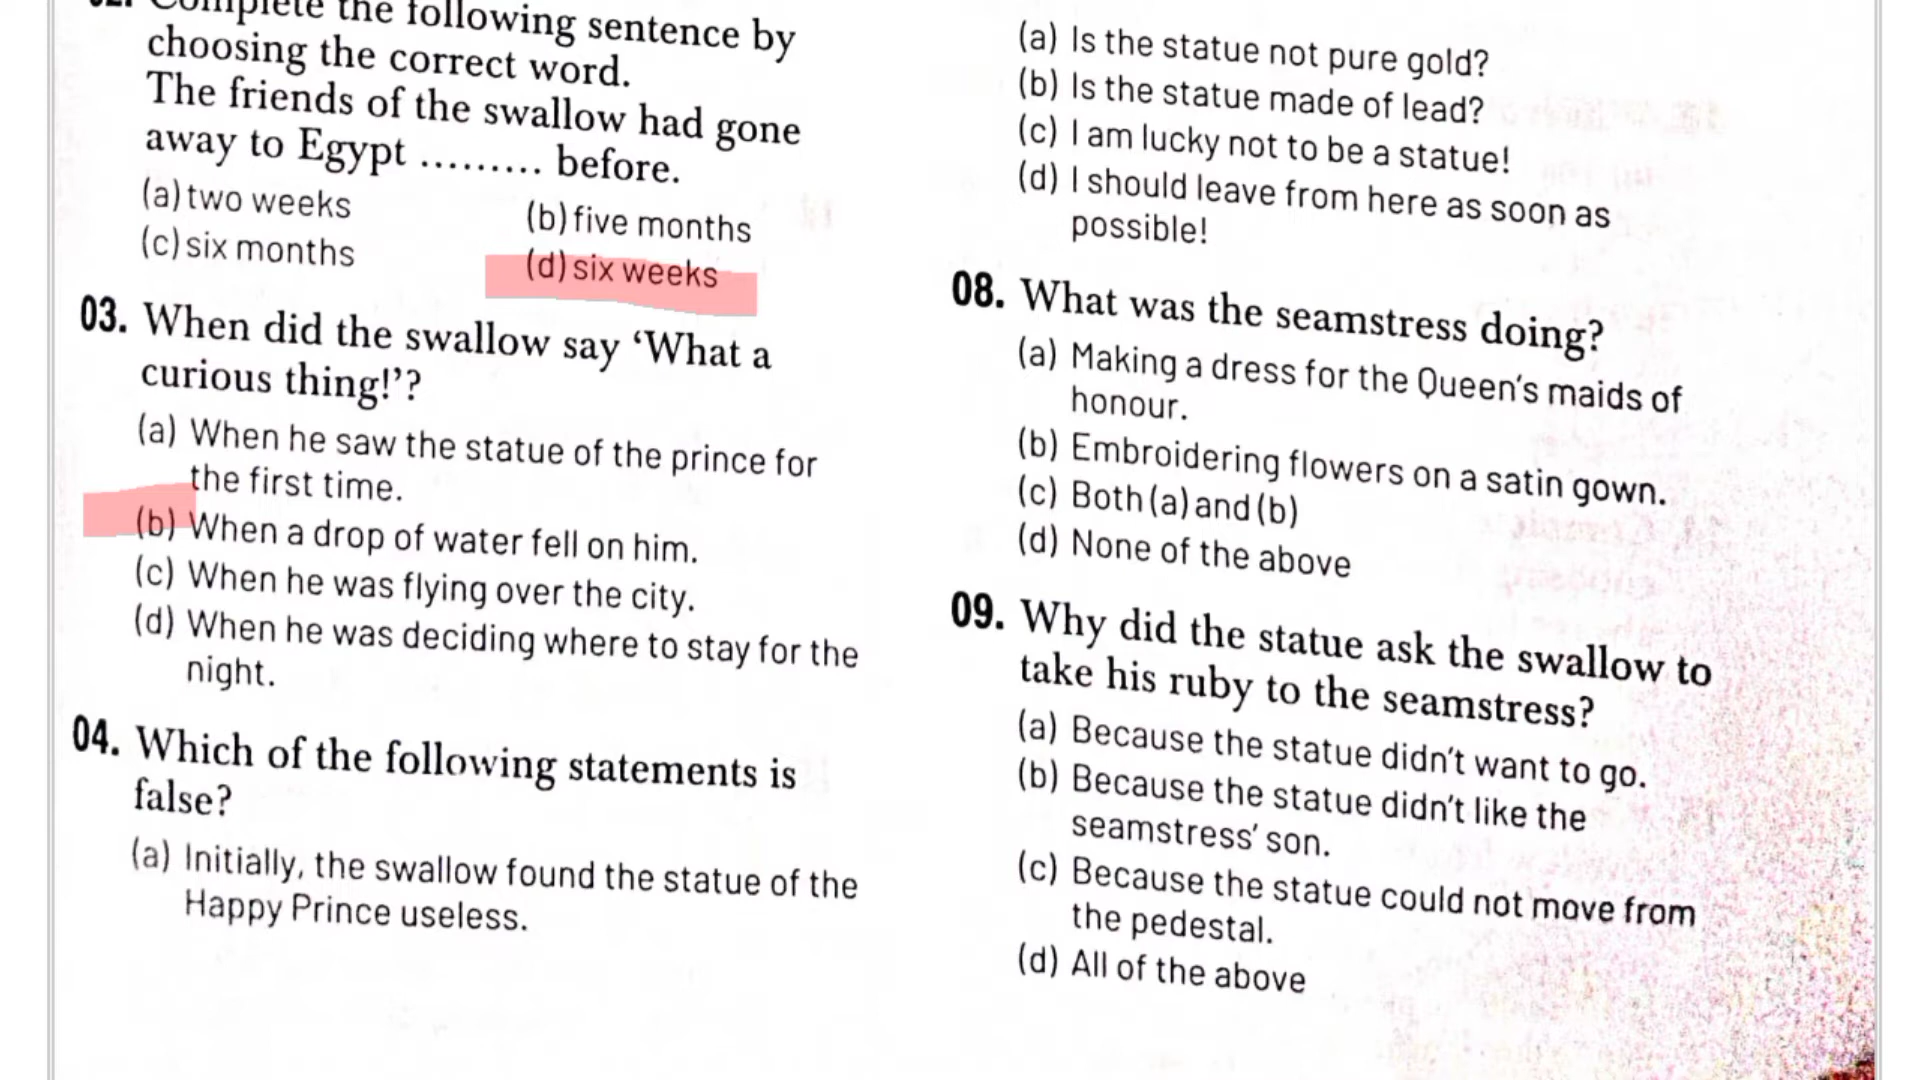 02. Complete the following sentence by
choosing the correct word.
The friends of the swallow had gone
away to Egypt ......... before.
(a) two weeks
(b) five months
(c) six months
(d) six weeks
03. When did the swallow say ‘What a
curious thing!’?
(a) When he saw the statue of the prince for
the first time.
(b) When a drop of water fell on him.
(c) When he was flying over the city.
(d) When he was deciding where to stay for the
night.
04. Which of the following statements is
false?
(a) Initially, the swallow found the statue of the
Happy Prince useless.
(a) Is the statue not pure gold?
(b) Is the statue made of lead?
(c) I am lucky not to be a statue!
(d) I should leave from here as soon as
possible!
08. What was the seamstress doing?
(a) Making a dress for the Queen’s maids of
honour.
(b) Embroidering flowers on a satin gown.
(c) Both (a) and (b)
(d) None of the above
09. Why did the statue ask the swallow to
take his ruby to the seamstress?
(a) Because the statue didn’t want to go.
(b) Because the statue didn’t like the
seamstress’ son.
(c) Because the statue could not move from
the pedestal.
(d) All of the above